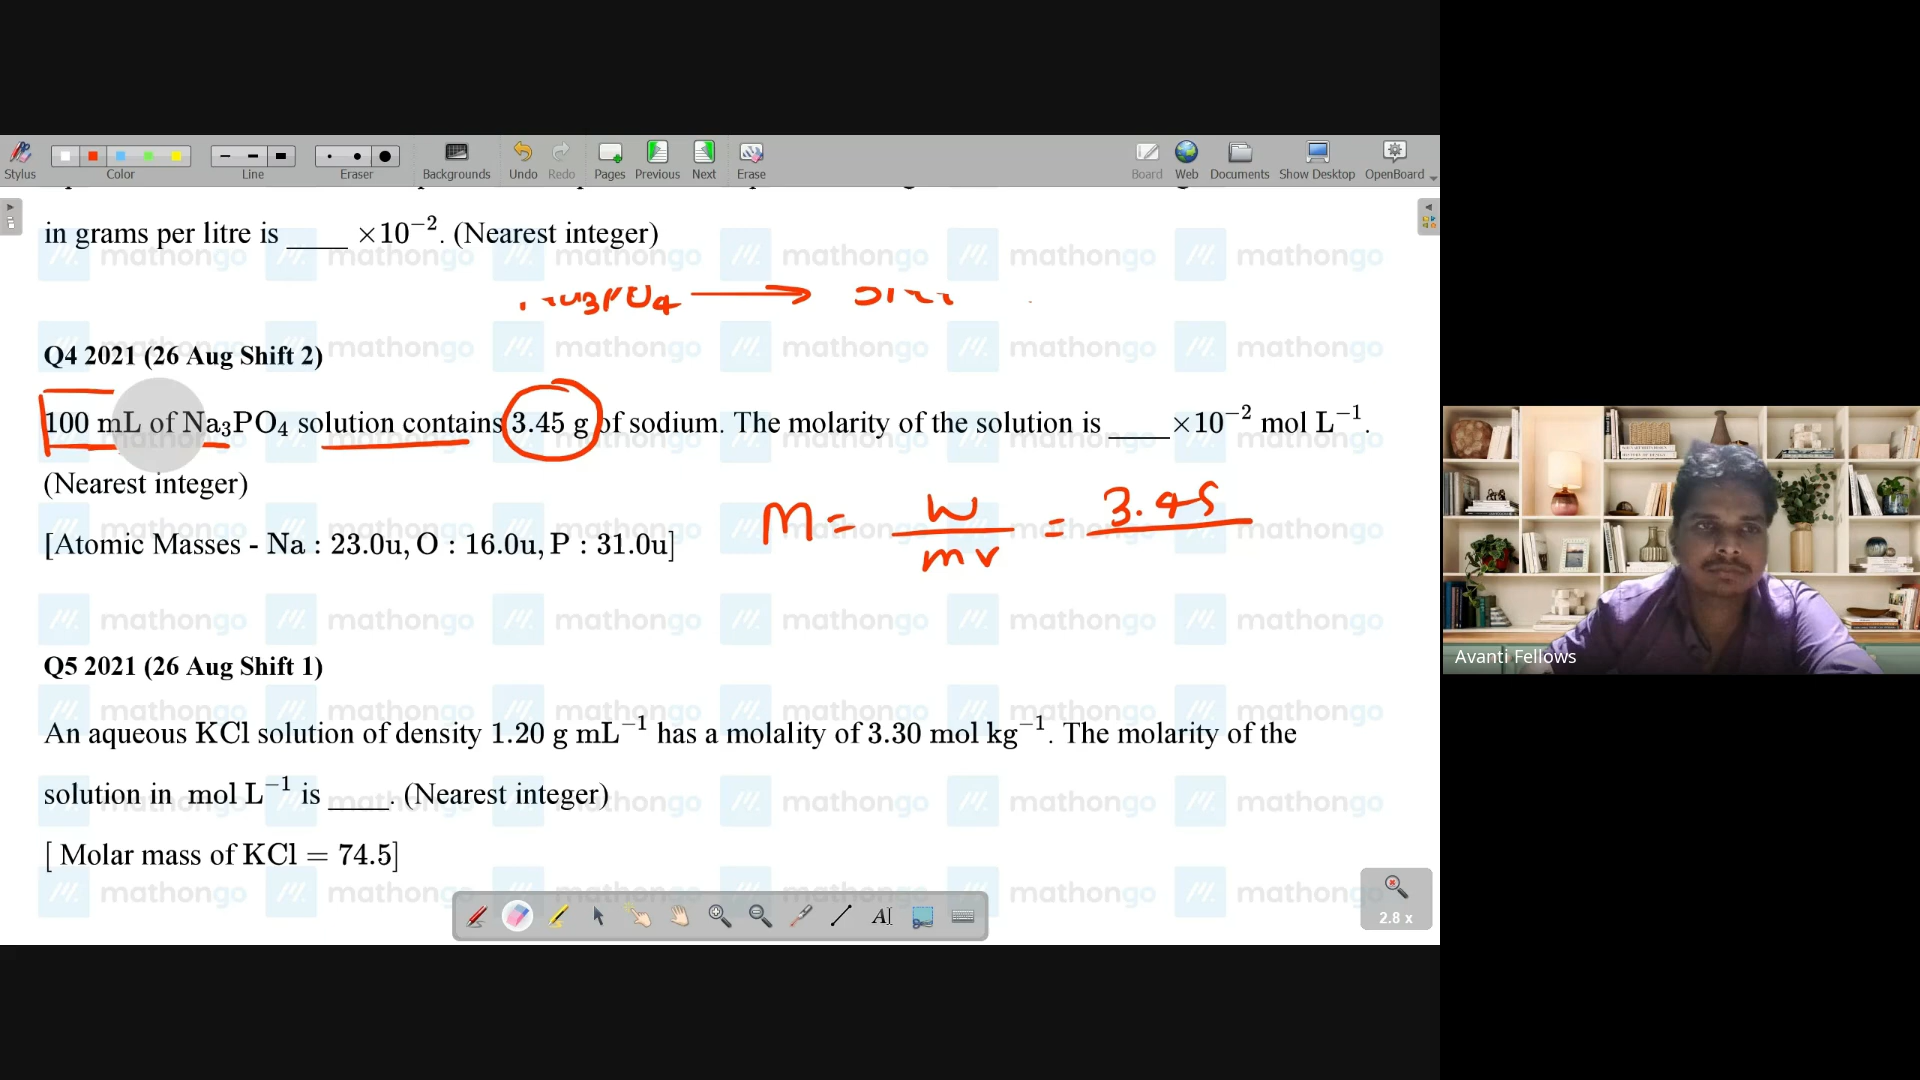 Stylus Color Line Eraser Backgrounds Undo Redo Pages Previous Next Erase Board Web Documents Show Desktop OpenBoard
in grams per litre is ____ ×10⁻². (Nearest integer)
₃PO₄ ⟶
Q4 2021 (26 Aug Shift 2)
100 mL of Na₃PO₄ solution contains 3.45 g of sodium. The molarity of the solution is ____×10⁻² mol L⁻¹.
(Nearest integer)
M = W/mv = 3.45
[Atomic Masses - Na : 23.0u, O : 16.0u, P : 31.0u]
Q5 2021 (26 Aug Shift 1)
An aqueous KCl solution of density 1.20 g mL⁻¹ has a molality of 3.30 mol kg⁻¹. The molarity of the
solution in mol L⁻¹ is ____. (Nearest integer)
[ Molar mass of KCl = 74.5]
mathongo
2.8 x
Avanti Fellows